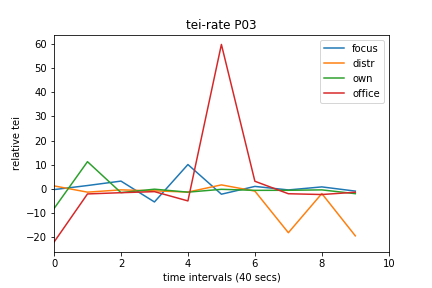 tei-rate P03
60
50
40
30
20
10
0
−10
−20
relative tei
0 2 4 6 8 10
time intervals (40 secs)
focus
distr
own
office